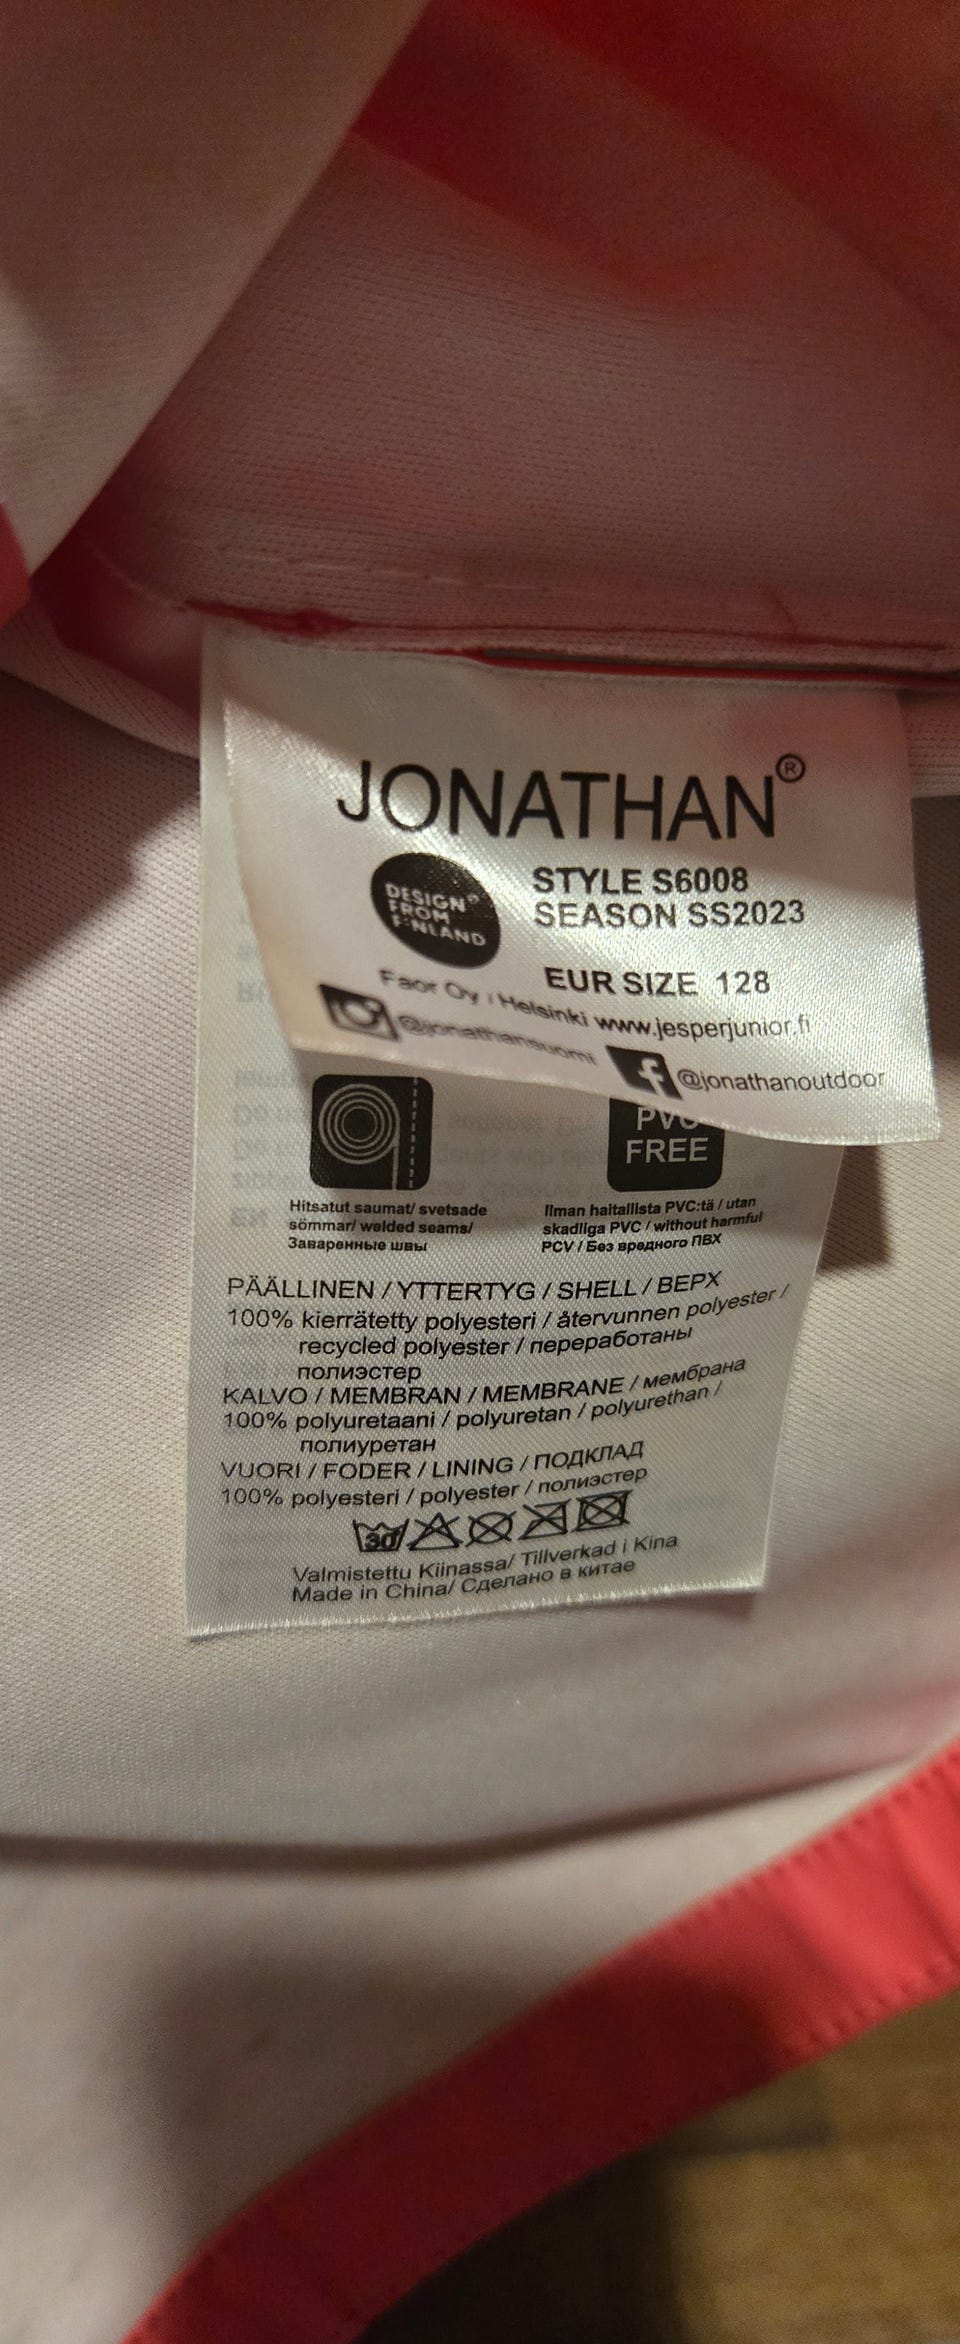 JONATHAN®
DESIGN®
FROM
FINLAND
STYLE S6008
SEASON SS2023
EUR SIZE 128
Faor Oy / Helsinki www.jesperjunior.fi
@jonathansuomi
@jonathanoutdoor
PVC
FREE
Hitsatut saumat/ svetsade
sömmar/ welded seams/
Заваренные швы
Ilman haitallista PVC:tä / utan
skadliga PVC / without harmful
PCV / Без вредного ПВХ
PÄÄLLINEN / YTTERTYG / SHELL / ВЕРХ
100% kierrätetty polyesteri / återvunnen polyester /
recycled polyester / переработаны
полиэстер
KALVO / MEMBRAN / MEMBRANE / мембрана
100% polyuretaani / polyuretan / polyurethan /
полиуретан
VUORI / FODER / LINING / ПОДКЛАД
100% polyesteri / polyester / полиэстер
30
Valmistettu Kiinassa/ Tillverkad i Kina
Made in China/ Сделано в китае